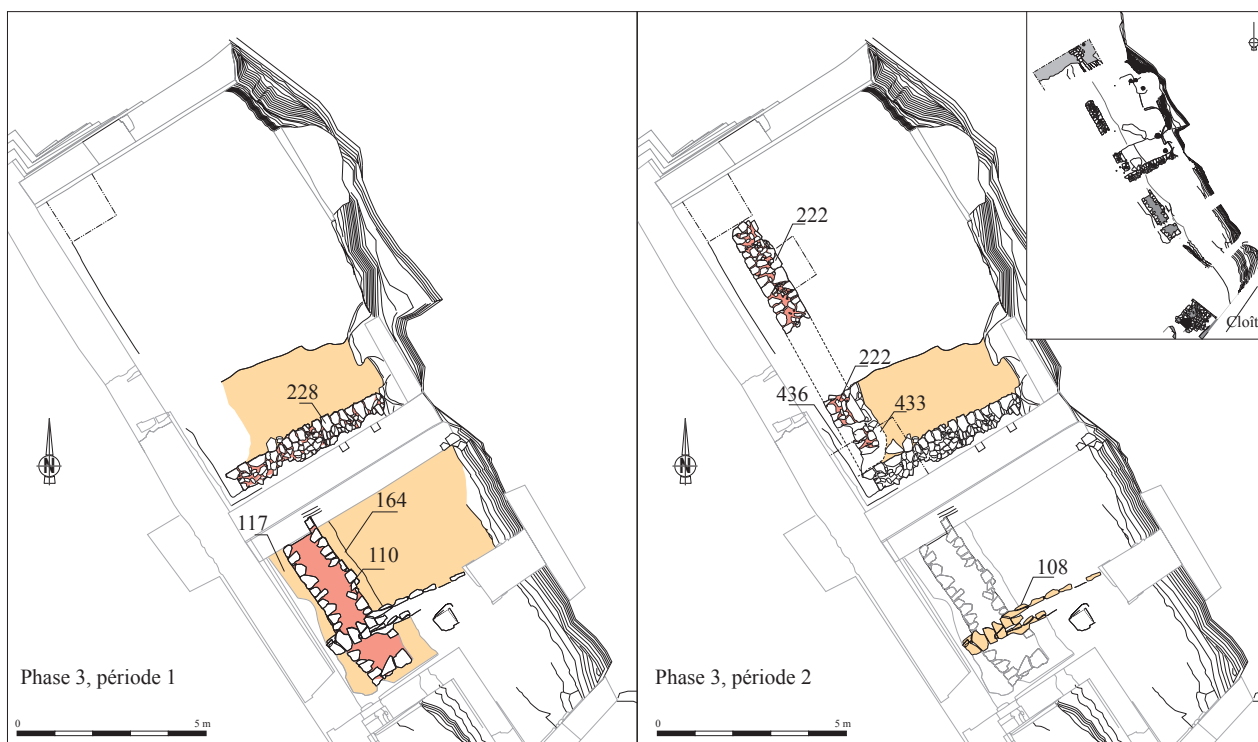 228
164
117
110
N
Phase 3, période 1
0 5 m
222
222
436
433
108
N
Phase 3, période 2
0 5 m
Cloît